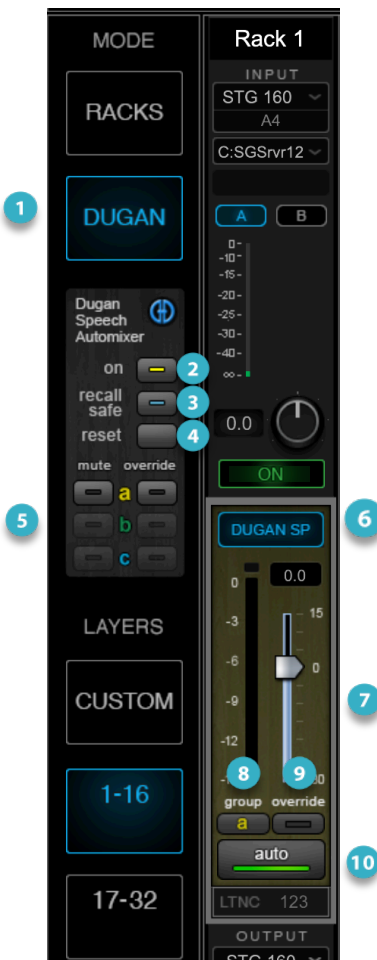 MODE
RACKS
1
DUGAN
Dugan
Speech
Automixer
on
2
recall
safe
3
reset
4
mute override
a
5
b
c
LAYERS
CUSTOM
1-16
17-32
Rack 1
INPUT
STG 160
A4
C:SGSrvr12
A B
0-
-10-
-15-
-20-
-25-
-30-
-40-
∞-
0.0
ON
DUGAN SP
6
0
0.0
-3
15
-6
0
-9
7
-12
8
9
group override
a
auto
10
LTNC 123
OUTPUT
STG 160